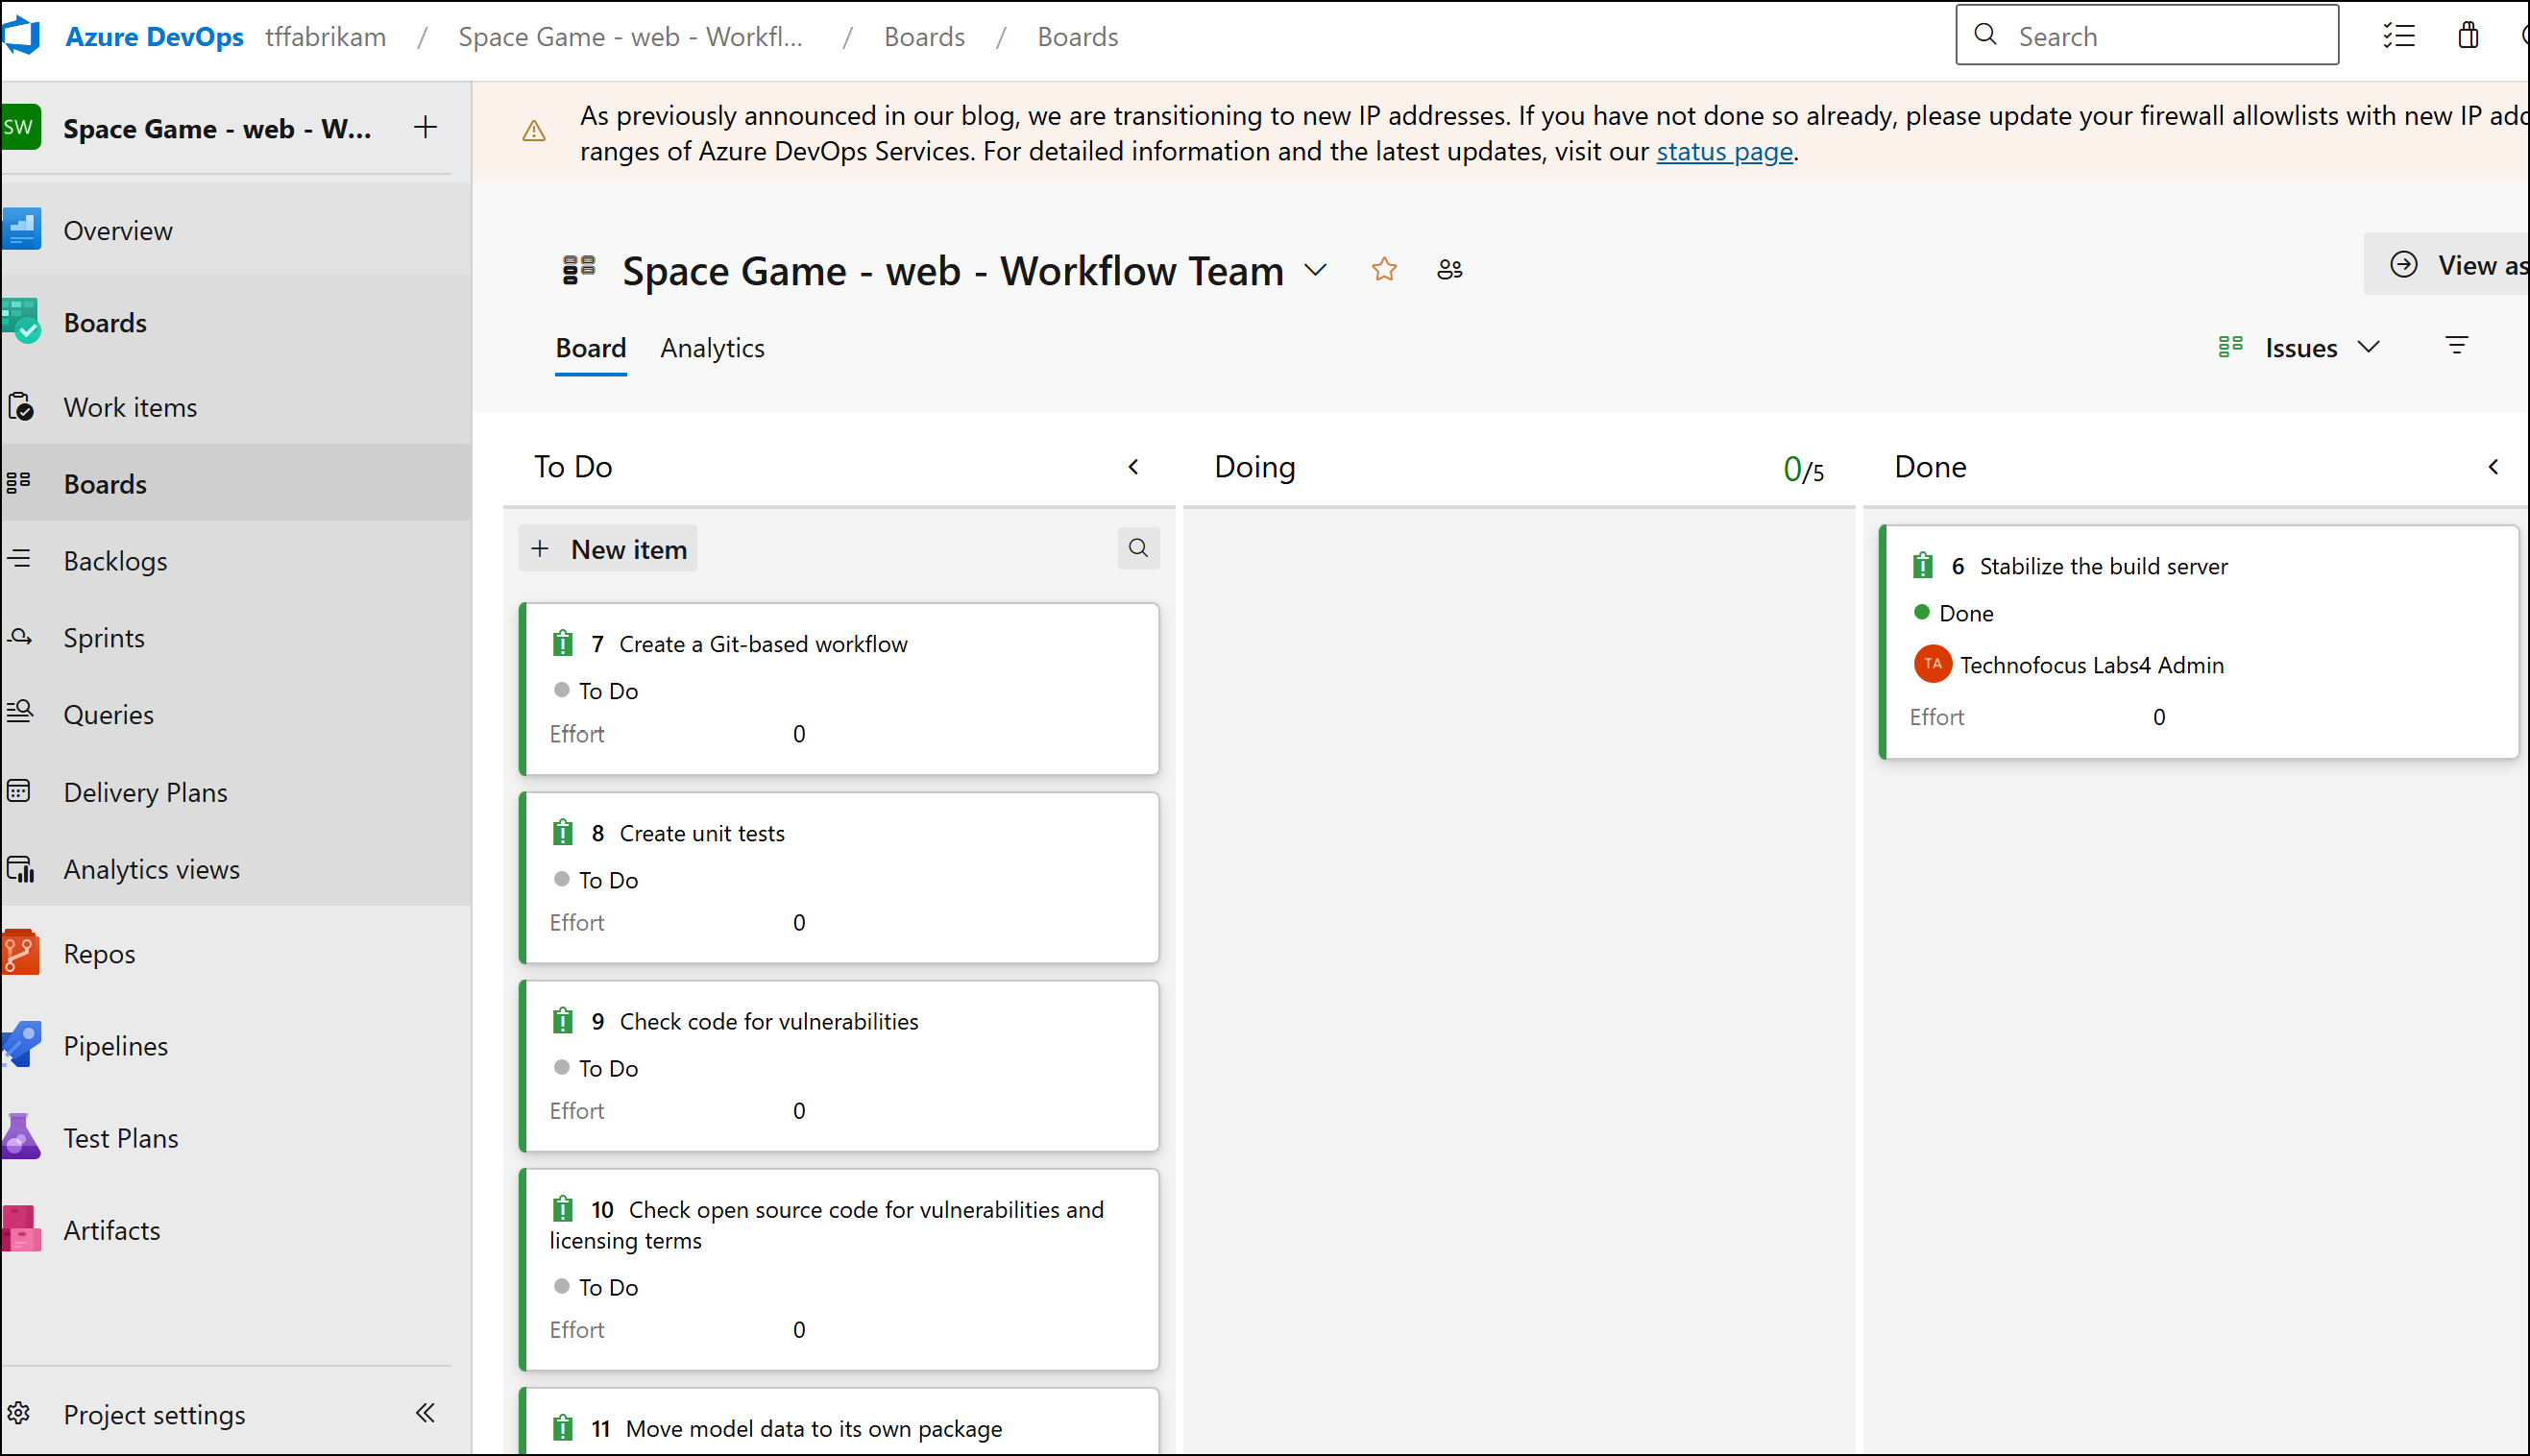 Azure DevOps tffabrikam / Space Game - web - Workfl... / Boards / Boards
Search
SW Space Game - web - W...
As previously announced in our blog, we are transitioning to new IP addresses. If you have not done so already, please update your firewall allowlists with new IP
ranges of Azure DevOps Services. For detailed information and the latest updates, visit our status page.
Overview
Boards
Work items
Boards
Backlogs
Sprints
Queries
Delivery Plans
Analytics views
Repos
Pipelines
Test Plans
Artifacts
Project settings
Space Game - web - Workflow Team
View as
Board Analytics
Issues
To Do
New item
7 Create a Git-based workflow
To Do
Effort 0
8 Create unit tests
To Do
Effort 0
9 Check code for vulnerabilities
To Do
Effort 0
10 Check open source code for vulnerabilities and
licensing terms
To Do
Effort 0
11 Move model data to its own package
Doing 0/5
Done
6 Stabilize the build server
Done
TA Technofocus Labs4 Admin
Effort 0